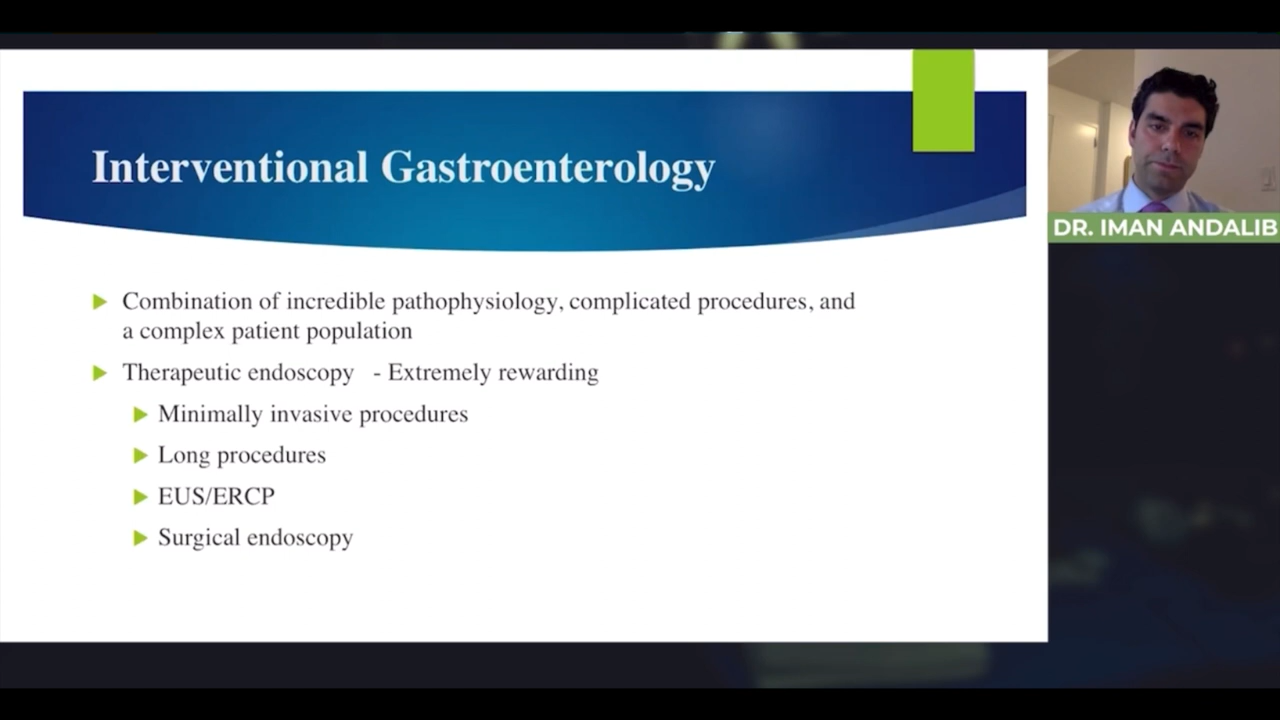 Interventional Gastroenterology
Combination of incredible pathophysiology, complicated procedures, and
a complex patient population
Therapeutic endoscopy - Extremely rewarding
Minimally invasive procedures
Long procedures
EUS/ERCP
Surgical endoscopy
DR. IMAN ANDALIB